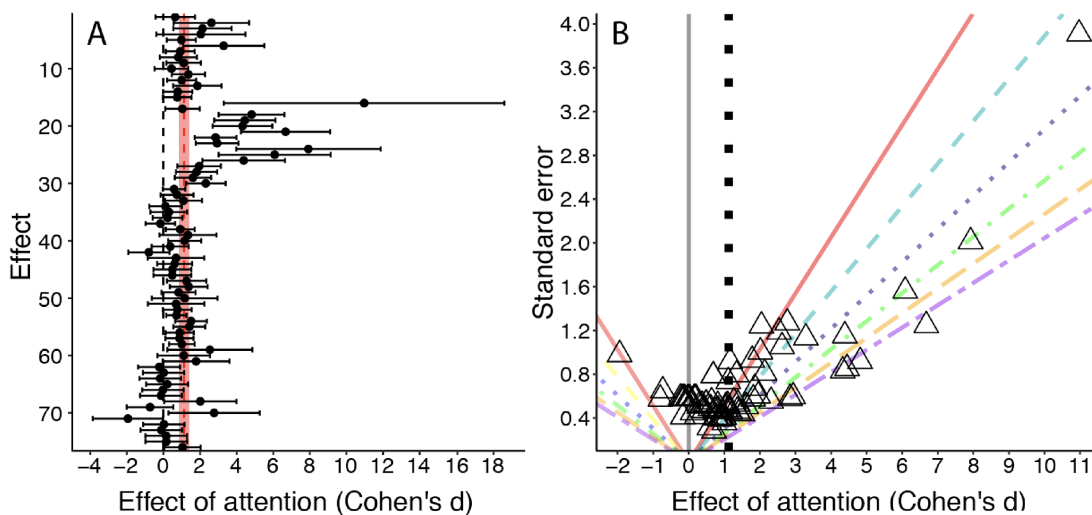 A
10
20
30
40
50
60
70
Effect
-4 -2 0 2 4 6 8 10 12 14 16 18
Effect of attention (Cohen's d)
B
4.0
3.6
3.2
2.8
2.4
2.0
1.6
1.2
0.8
0.4
Standard error
-2 -1 0 1 2 3 4 5 6 7 8 9 10 11
Effect of attention (Cohen's d)